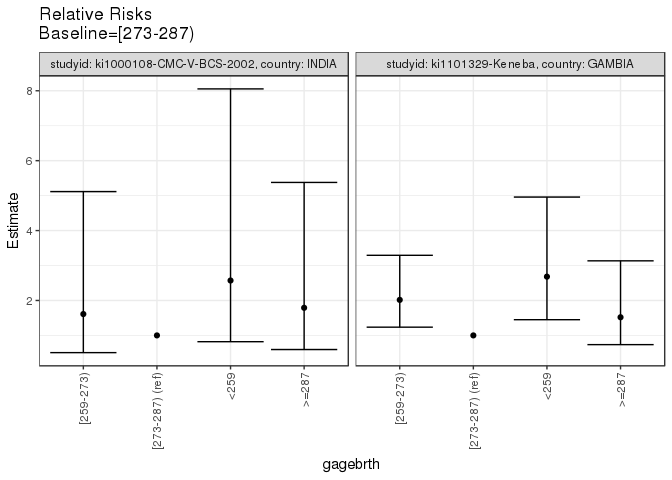 Relative Risks
Baseline=[273-287)
studyid: ki1000108-CMC-V-BCS-2002, country: INDIA
studyid: ki1101329-Keneba, country: GAMBIA
Estimate
8
6
4
2
[259-273)
[273-287) (ref)
<259
>=287
[259-273)
[273-287) (ref)
<259
>=287
gagebrth